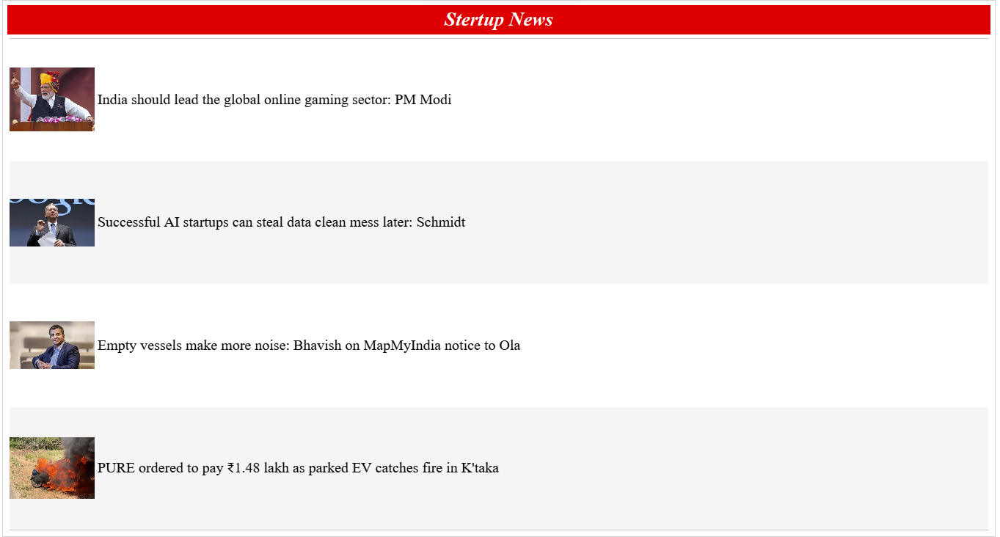 Stertup News
India should lead the global online gaming sector: PM Modi
Successful AI startups can steal data clean mess later: Schmidt
Empty vessels make more noise: Bhavish on MapMyIndia notice to Ola
PURE ordered to pay ₹1.48 lakh as parked EV catches fire in K'taka